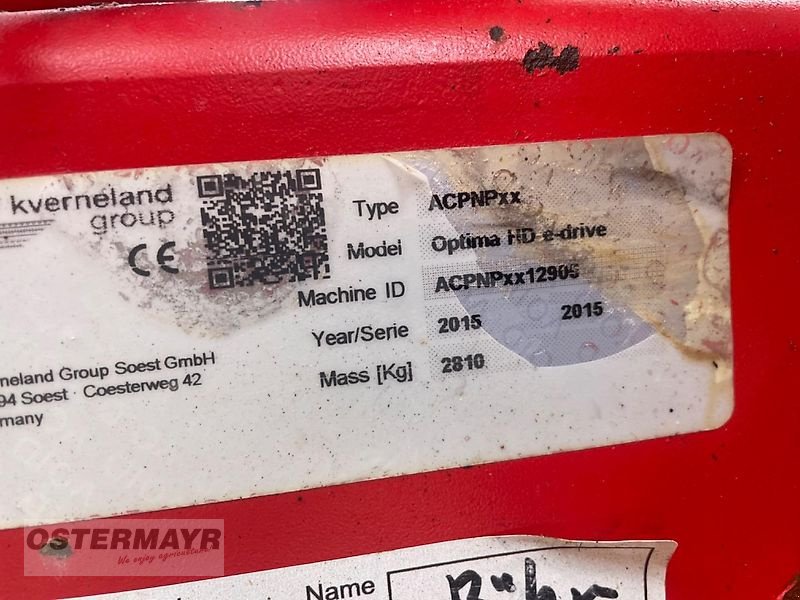 kverneland
group
CE
Type ACPNPxx
Model Optima HD e-drive
Machine ID ACPNPxx12905
Year/Serie 2015 2015
Mass [Kg] 2810
rneland Group Soest GmbH
94 Soest · Coesterweg 42
many
OSTERMAYR
We enjoy agriculture
Name